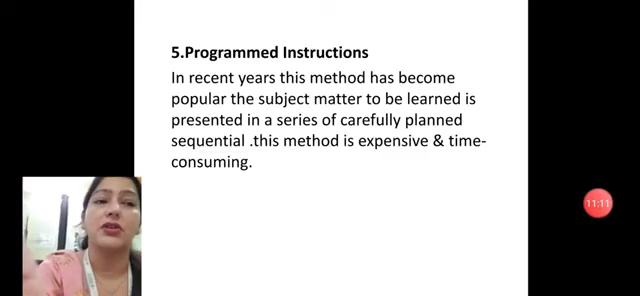 5.Programmed Instructions
In recent years this method has become
popular the subject matter to be learned is
presented in a series of carefully planned
sequential .this method is expensive & time-
consuming.
11:11